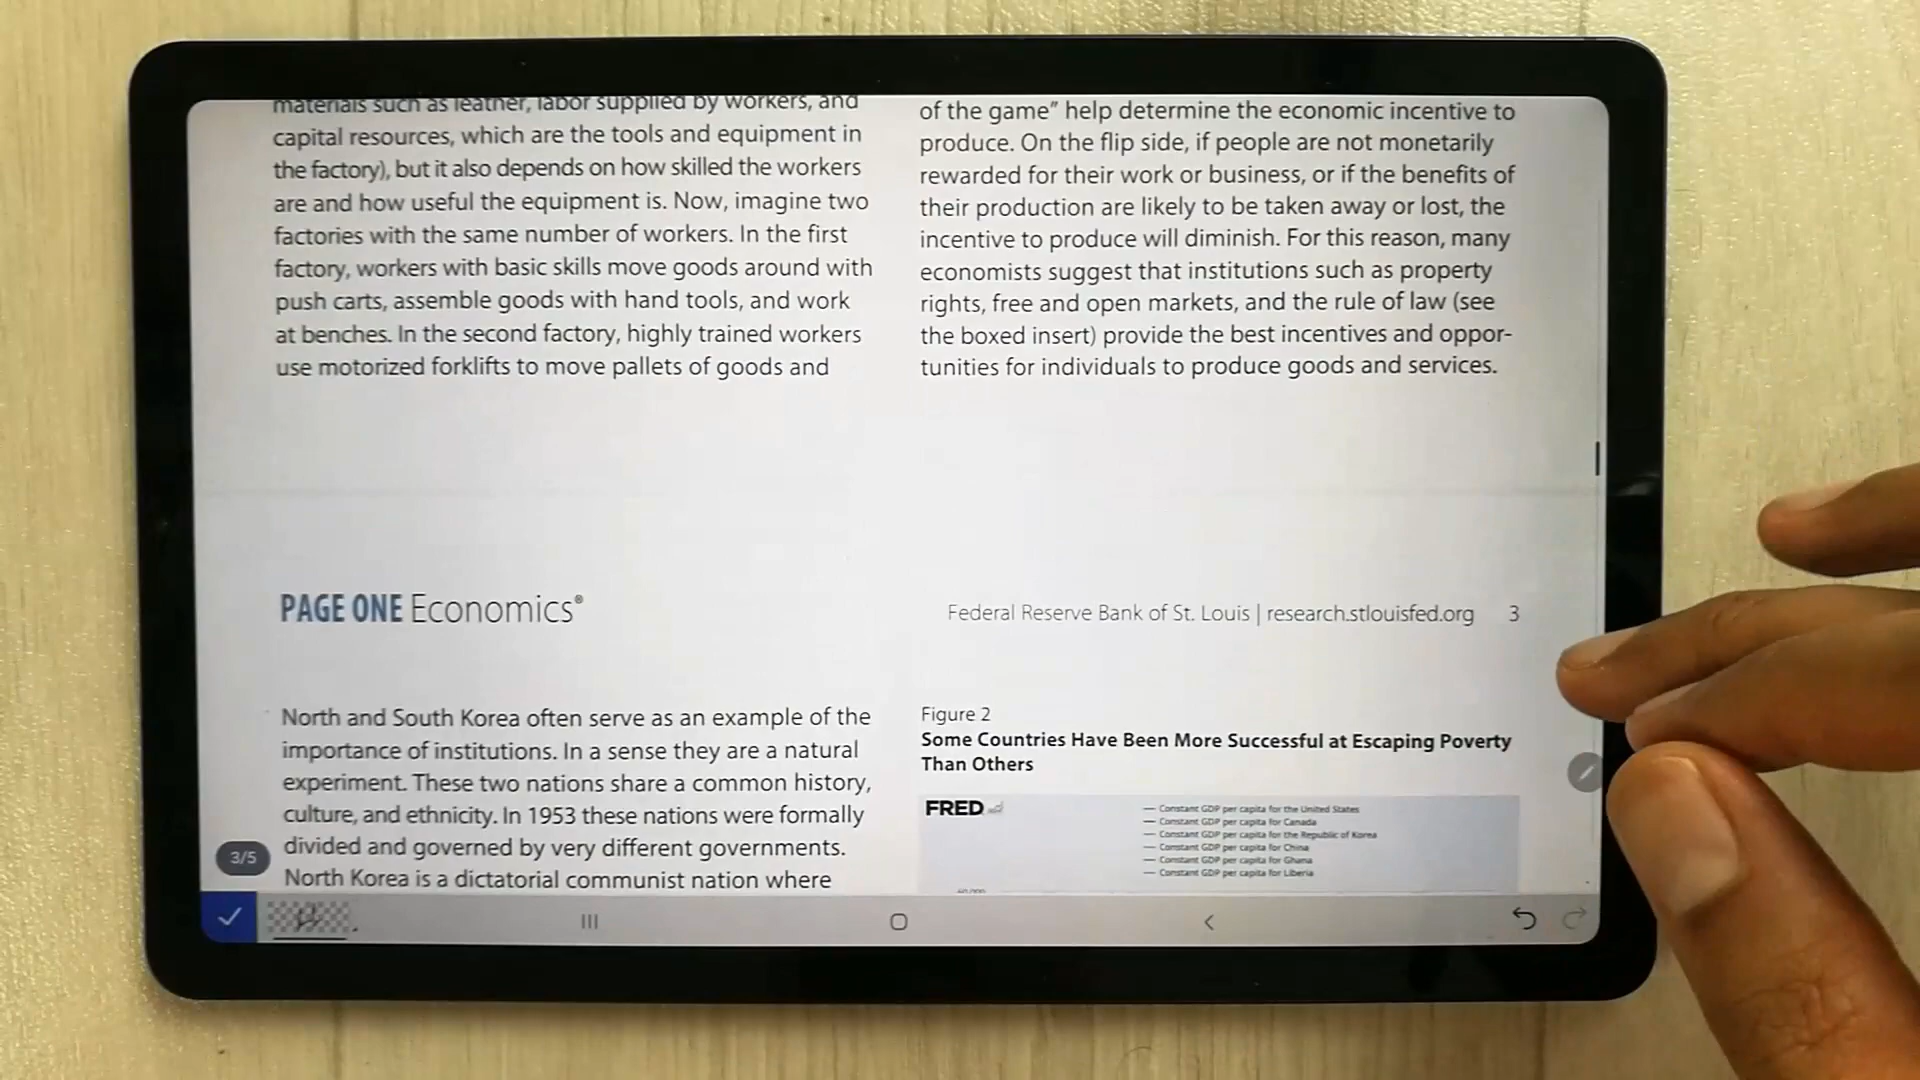 materials such as leather, labor supplied by workers, and
capital resources, which are the tools and equipment in
the factory), but it also depends on how skilled the workers
are and how useful the equipment is. Now, imagine two
factories with the same number of workers. In the first
factory, workers with basic skills move goods around with
push carts, assemble goods with hand tools, and work
at benches. In the second factory, highly trained workers
use motorized forklifts to move pallets of goods and
of the game” help determine the economic incentive to
produce. On the flip side, if people are not monetarily
rewarded for their work or business, or if the benefits of
their production are likely to be taken away or lost, the
incentive to produce will diminish. For this reason, many
economists suggest that institutions such as property
rights, free and open markets, and the rule of law (see
the boxed insert) provide the best incentives and oppor-
tunities for individuals to produce goods and services.
PAGE ONE Economics®
Federal Reserve Bank of St. Louis | research.stlouisfed.org 3
North and South Korea often serve as an example of the
importance of institutions. In a sense they are a natural
experiment. These two nations share a common history,
culture, and ethnicity. In 1953 these nations were formally
divided and governed by very different governments.
North Korea is a dictatorial communist nation where
Figure 2
Some Countries Have Been More Successful at Escaping Poverty
Than Others
FRED
— Constant GDP per capita for the United States
— Constant GDP per capita for Canada
— Constant GDP per capita for the Republic of Korea
— Constant GDP per capita for China
— Constant GDP per capita for Ghana
— Constant GDP per capita for Liberia
3/5